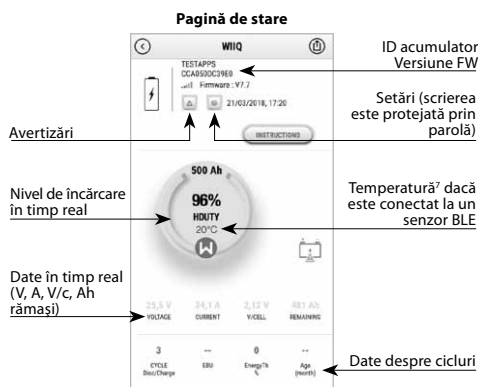 Pagină de stare
WIIQ
TESTAPPS
CCA050DC39E0
Firmware : V7.7
21/03/2018, 17:20
INSTRUCTIONS
ID acumulator
Versiune FW
Setări (scrierea
este protejată prin
parolă)
Avertizări
500 Ah
96%
HDUTY
20°C
Nivel de încărcare
în timp real
Temperatură⁷ dacă
este conectat la un
senzor BLE
Date în timp real
(V, A, V/c, Ah
rămași)
25,5 V 34,1 A 2,12 V 481 Ah
VOLTAGE CURRENT V/CELL REMAINING
3 -- 0 --
CYCLE EBU EnergyTh Age
Disc/Charge % (month)
Date despre cicluri